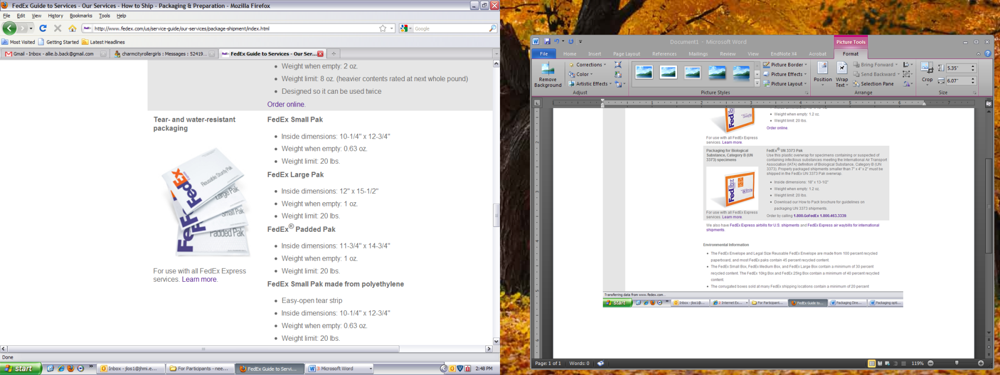 FedEx Guide to Services - Our Services - How to Ship - Packaging & Preparation - Mozilla Firefox
File Edit View History Bookmarks Tools Help
http://www.fedex.com/us/service-guide/our-services/package-shipment/index.html
Google
Most Visited Getting Started Latest Headlines
Gmail - Inbox - allie.b.back@gmail.com
charmcityrollergirls : Messages : 52419...
FedEx Guide to Services - Our Ser...
Weight when empty: 2 oz.
Weight limit: 8 oz. (heavier contents rated at next whole pound)
Designed so it can be used twice
Order online.
Tear- and water-resistant
packaging
FedEx
Reusable Sturdy Pak
Large Pak
Small Pak
Padded Pak
For use with all FedEx Express
services. Learn more.
FedEx Small Pak
Inside dimensions: 10-1/4" x 12-3/4"
Weight when empty: 0.63 oz.
Weight limit: 20 lbs.
FedEx Large Pak
Inside dimensions: 12" x 15-1/2"
Weight when empty: 1 oz.
Weight limit: 20 lbs.
FedEx® Padded Pak
Inside dimensions: 11-3/4" x 14-3/4"
Weight when empty: 1 oz.
Weight limit: 20 lbs.
FedEx Small Pak made from polyethylene
Easy-open tear strip
Inside dimensions: 10-1/4" x 12-3/4"
Weight when empty: 0.63 oz.
Weight limit: 20 lbs.
Done
start
Inbox - jlos1@jhmi.e...
For Participants - nee...
FedEx Guide to Servi...
3 Microsoft Word
2:48 PM
Document1 - Microsoft Word
Picture Tools
File Home Insert Page Layout References Mailings Review View EndNote X4 Acrobat Format
Remove
Background
Corrections
Color
Artistic Effects
Adjust
Picture Styles
Picture Border
Picture Effects
Picture Layout
Position
Wrap
Text
Bring Forward
Send Backward
Selection Pane
Arrange
Crop
5.35"
6.07"
Size
Weight when empty: 1.2 oz.
Weight limit: 20 lbs.
Order online.
FedEx
For use with all FedEx Express
services. Learn more.
Packaging for Biological
Substance, Category B (UN
3373) specimens
FedEx
For use with all FedEx Express
services. Learn more.
FedEx® UN 3373 Pak
Use this plastic overwrap for specimens containing or suspected of
containing infectious substances meeting the International Air Transport
Association (IATA) definition of Biological Substance, Category B (UN
3373). Properly packaged shipments smaller than 7" x 4" x 2" must be
shipped in the FedEx UN 3373 Pak overwrap.
Inside dimensions: 18" x 13-1/2"
Weight when empty: 1.2 oz.
Weight limit: 20 lbs.
Download our How to Pack brochure for guidelines on
packaging UN 3373 shipments.
Order by calling 1.800.GoFedEx 1.800.463.3339.
We also have FedEx Express airbills for U.S. shipments and FedEx Express air waybills for international
shipments.
Environmental Information
The FedEx Envelope and Legal Size Reusable FedEx Envelope are made from 100 percent recycled
paperboard, and most FedEx paks contain 45 percent recycled content.
The FedEx Small Box, FedEx Medium Box, and FedEx Large Box contain a minimum of 30 percent
recycled content. The FedEx 10kg Box and FedEx 25kg Box contain a minimum of 40 percent recycled
content.
The corrugated boxes sold at many FedEx shipping locations contain a minimum of 20 percent
Transferring data from www.fedex.com...
start
Inbox - jlos1@...
3 Internet Ex...
For Participant...
FedEx Guide to...
Packaging Dire...
Packaging opti...
Page: 1 of 1 Words: 0
119%